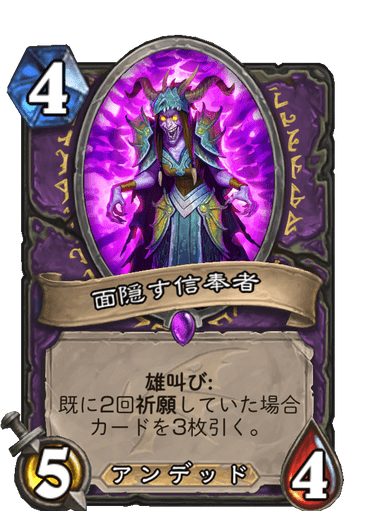 4
面隠す信奉者
雄叫び:
既に2回祈願していた場合
カードを3枚引く。
5
アンデッド
4